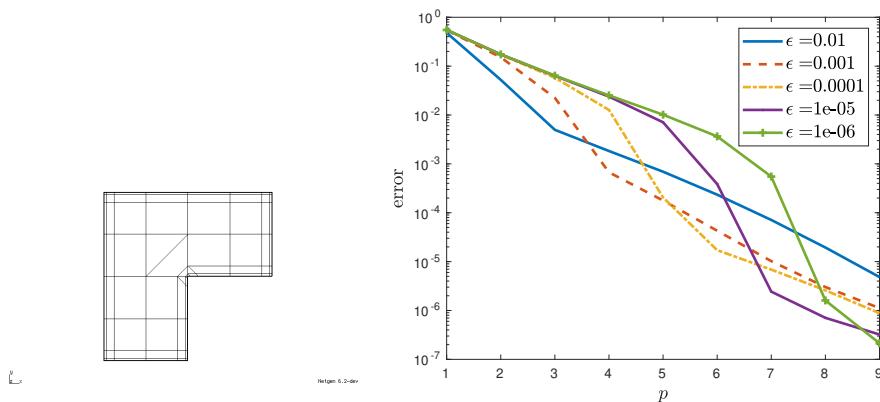 y
z x
Netgen 6.2-dev
error
10^0
10^-1
10^-2
10^-3
10^-4
10^-5
10^-6
10^-7
1 2 3 4 5 6 7 8 9
p
ϵ =0.01
ϵ =0.001
ϵ =0.0001
ϵ =1e-05
ϵ =1e-06